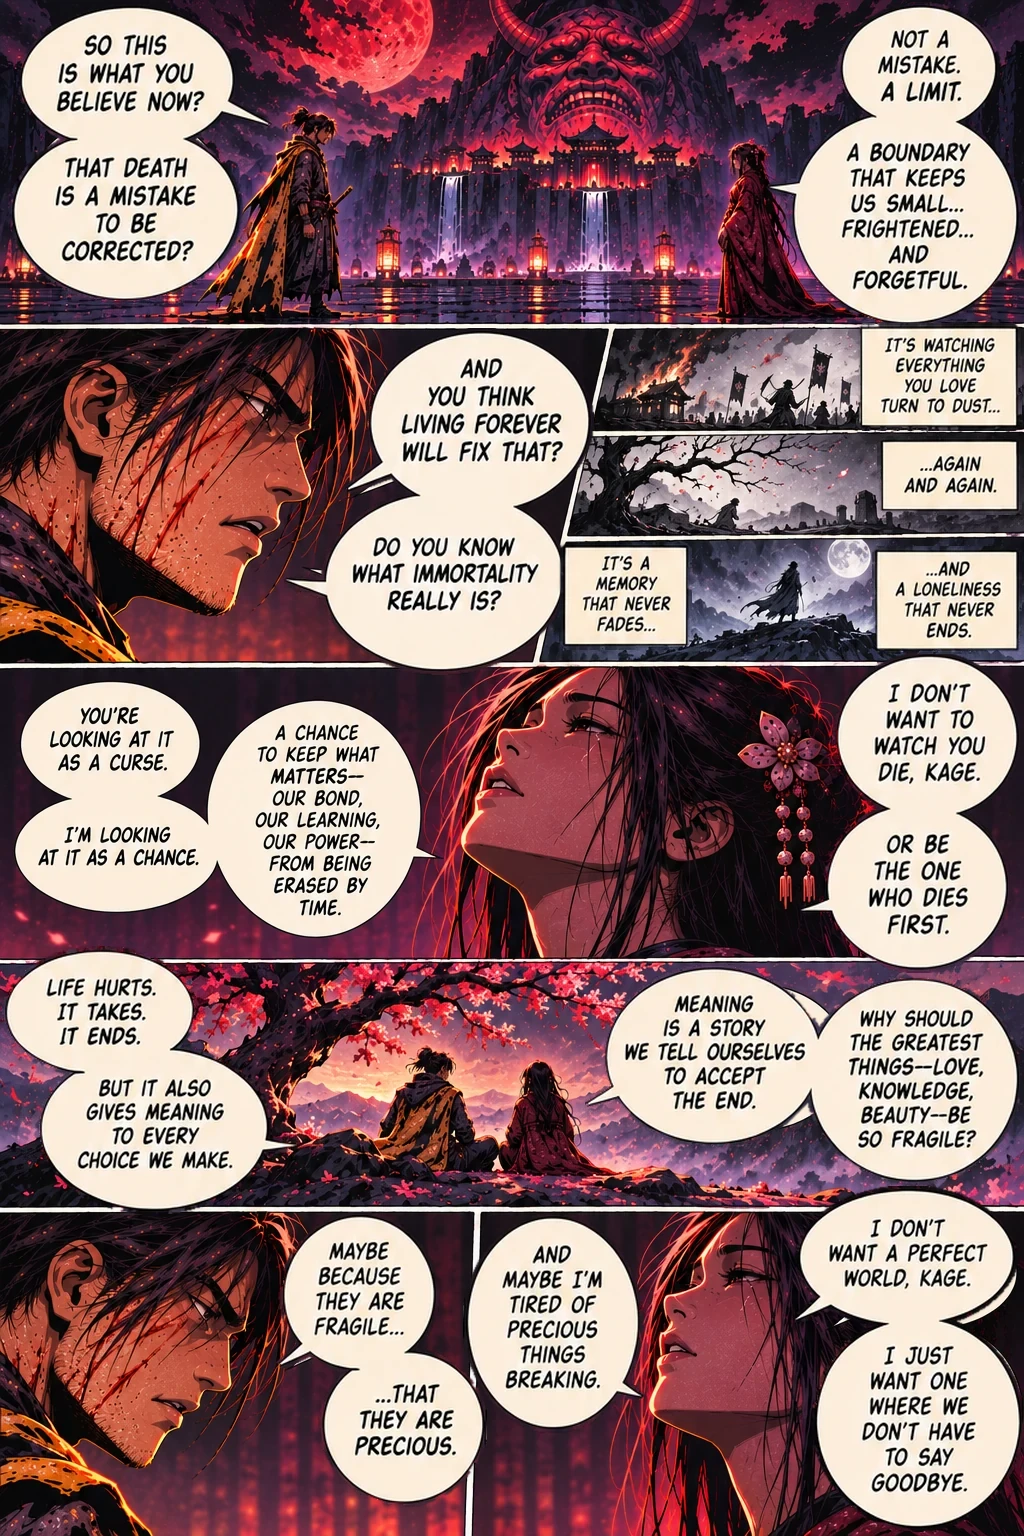 SO THIS
IS WHAT YOU
BELIEVE NOW?
THAT DEATH
IS A MISTAKE
TO BE
CORRECTED?
NOT A
MISTAKE.
A LIMIT.
A BOUNDARY
THAT KEEPS
US SMALL...
FRIGHTENED...
AND
FORGETFUL.
AND
YOU THINK
LIVING FOREVER
WILL FIX THAT?
DO YOU KNOW
WHAT IMMORTALITY
REALLY IS?
IT'S WATCHING
EVERYTHING
YOU LOVE
TURN TO DUST...
...AGAIN
AND AGAIN.
IT'S A
MEMORY
THAT NEVER
FADES...
...AND
A LONELINESS
THAT NEVER
ENDS.
YOU'RE
LOOKING AT IT
AS A CURSE.
I'M LOOKING
AT IT AS A CHANCE.
A CHANCE
TO KEEP WHAT
MATTERS--
OUR BOND,
OUR LEARNING,
OUR POWER--
FROM BEING
ERASED BY
TIME.
I DON'T
WANT TO
WATCH YOU
DIE, KAGE.
OR BE
THE ONE
WHO DIES
FIRST.
LIFE HURTS.
IT TAKES.
IT ENDS.
BUT IT ALSO
GIVES MEANING
TO EVERY
CHOICE WE MAKE.
MEANING
IS A STORY
WE TELL OURSELVES
TO ACCEPT
THE END.
WHY SHOULD
THE GREATEST
THINGS--LOVE,
KNOWLEDGE,
BEAUTY--BE
SO FRAGILE?
MAYBE
BECAUSE
THEY ARE
FRAGILE...
...THAT
THEY ARE
PRECIOUS.
AND
MAYBE I'M
TIRED OF
PRECIOUS
THINGS
BREAKING.
I DON'T
WANT A PERFECT
WORLD, KAGE.
I JUST
WANT ONE
WHERE WE
DON'T HAVE
TO SAY
GOODBYE.